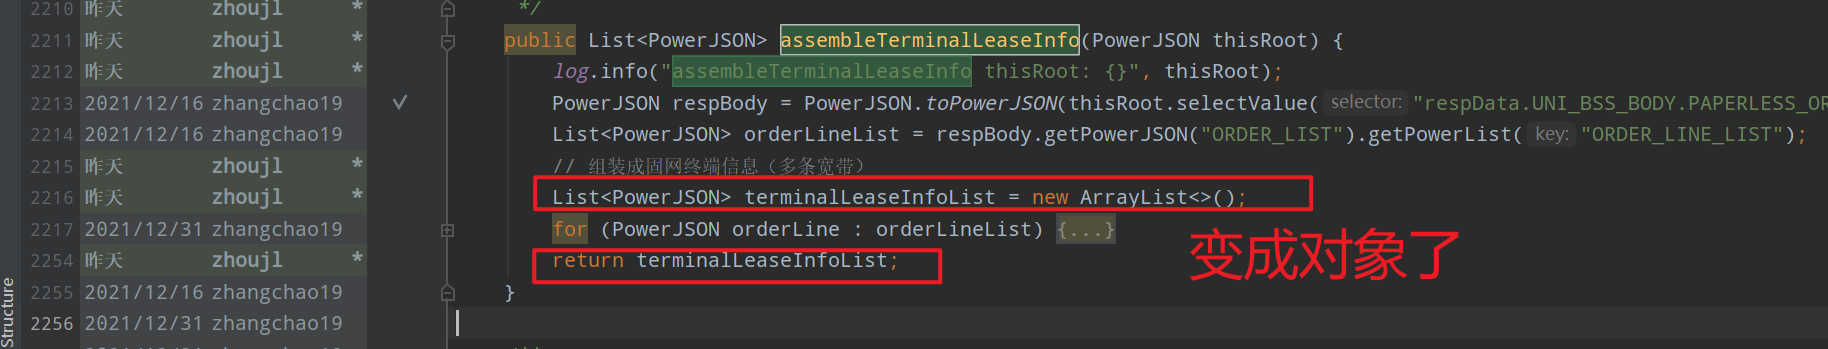 2210 昨天 zhoujl * */
2211 昨天 zhoujl * public List<PowerJSON> assembleTerminalLeaseInfo(PowerJSON thisRoot) {
2212 昨天 zhoujl * log.info("assembleTerminalLeaseInfo thisRoot: {}", thisRoot);
2213 2021/12/16 zhangchao19 PowerJSON respBody = PowerJSON.toPowerJSON(thisRoot.selectValue( selector: "respData.UNI_BSS_BODY.PAPERLESS_OR
2214 2021/12/16 zhangchao19 List<PowerJSON> orderLineList = respBody.getPowerJSON("ORDER_LIST").getPowerList( key: "ORDER_LINE_LIST");
2215 昨天 zhoujl * // 组装成固网终端信息（多条宽带）
2216 昨天 zhoujl * List<PowerJSON> terminalLeaseInfoList = new ArrayList<>();
2217 2021/12/31 zhangchao19 for (PowerJSON orderLine : orderLineList) {...}
变成对象了
2254 昨天 zhoujl * return terminalLeaseInfoList;
2255 2021/12/16 zhangchao19 }
2256 2021/12/31 zhangchao19
Structure